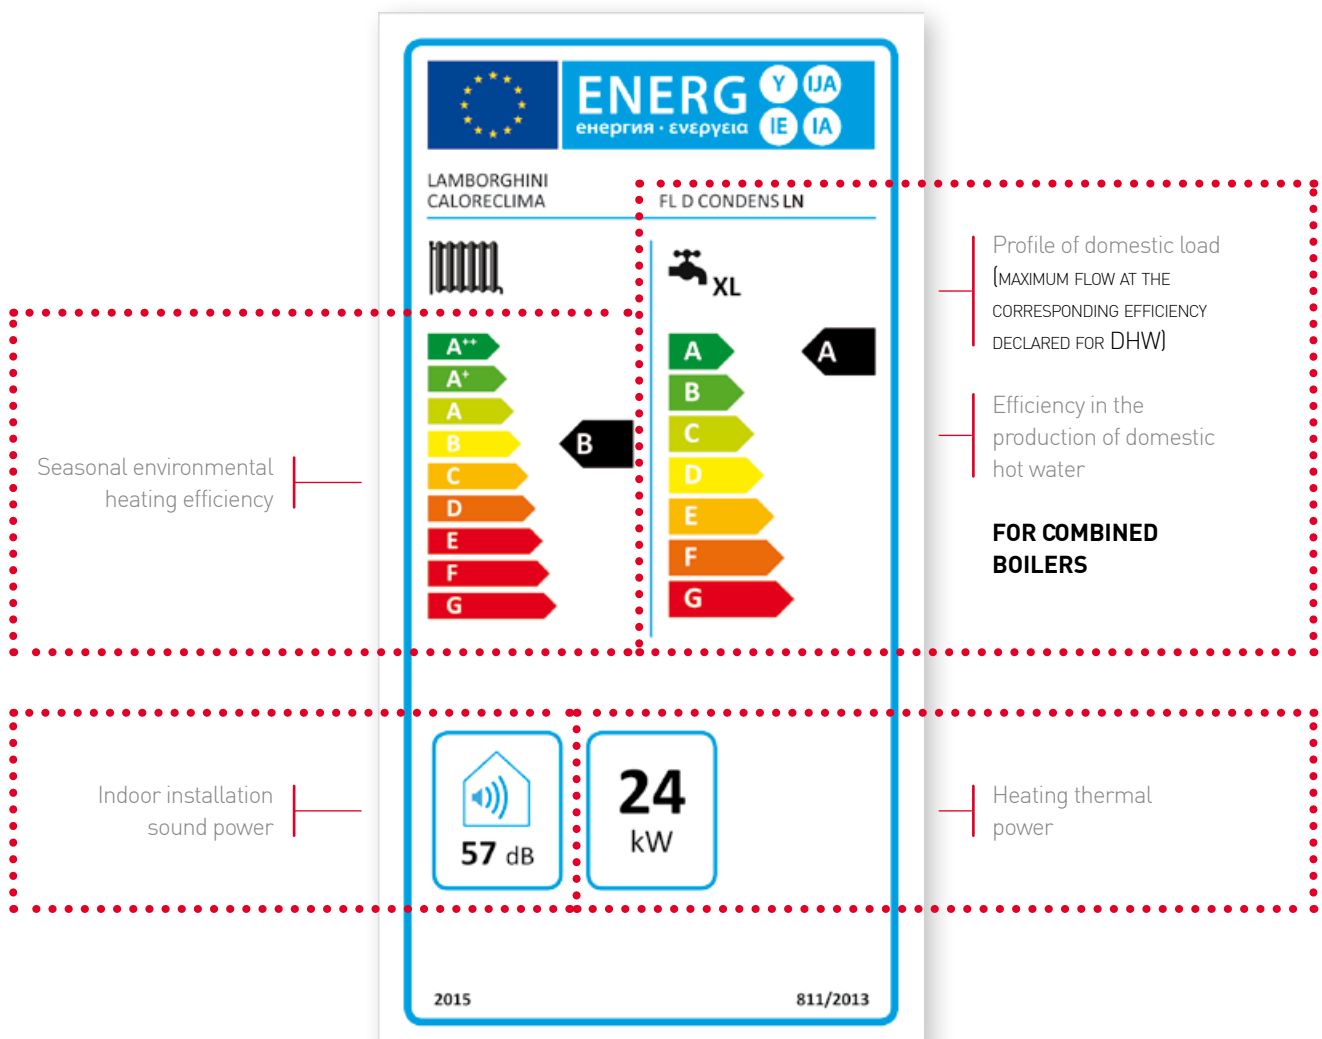 ENERG
Y IJA
IE IA
енергия · ενεργεια
LAMBORGHINI
CALORECLIMA
FL D CONDENS LN
XL
A++
A+
A
B
C
D
E
F
G
B
A
B
C
D
E
F
G
A
Seasonal environmental
heating efficiency
Profile of domestic load
(MAXIMUM FLOW AT THE
CORRESPONDING EFFICIENCY
DECLARED FOR DHW)
Efficiency in the
production of domestic
hot water
FOR COMBINED
BOILERS
Indoor installation
sound power
57 dB
24
kW
Heating thermal
power
2015
811/2013